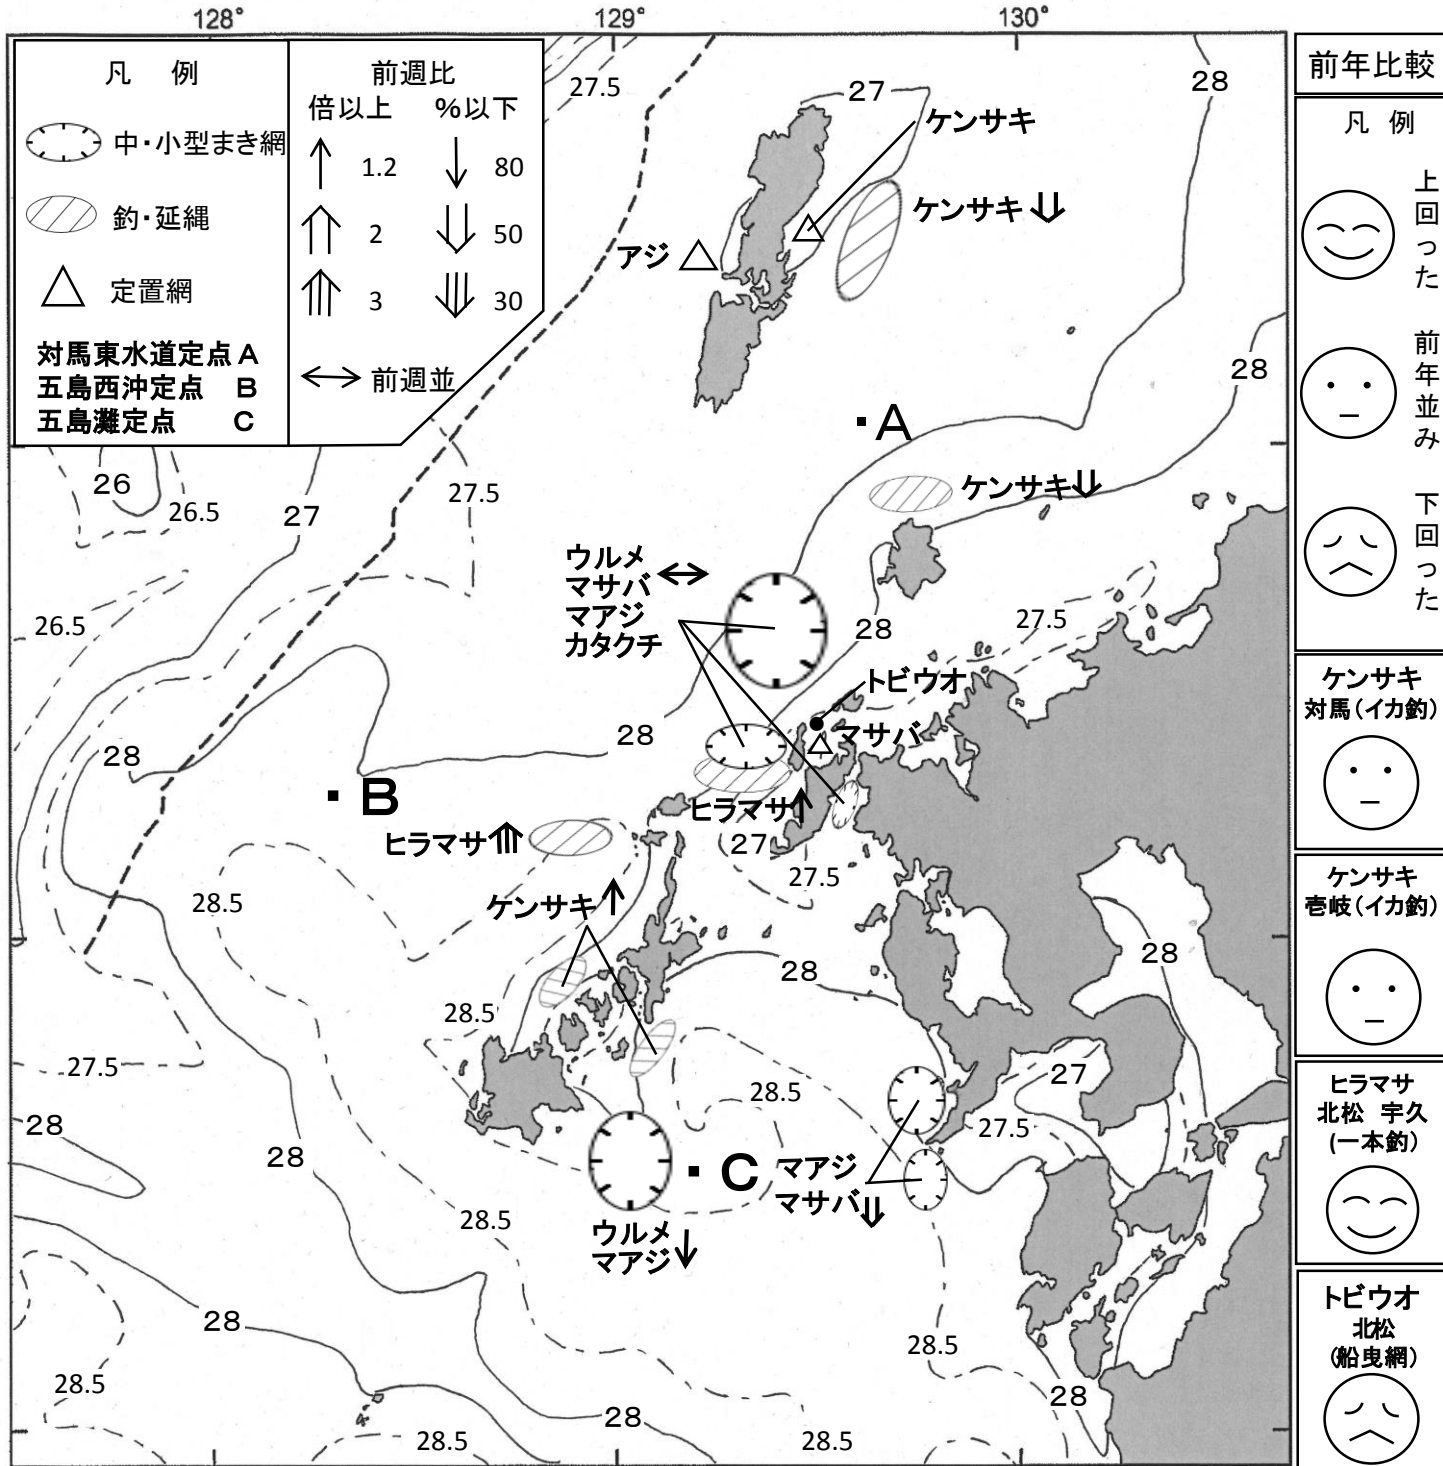 128°
129°
130°
凡 例
中・小型まき網
釣・延縄
定置網
対馬東水道定点 A
五島西沖定点 B
五島灘定点 C
前週比
倍以上 %以下
1.2 80
2 50
3 30
前週並
27.5
27
28
ケンサキ
ケンサキ
アジ
28
A
26
26.5
27
27.5
ケンサキ
ウルメ
マサバ
マアジ
カタクチ
26.5
27.5
28
トビウオ
28
マサバ
28
B
ヒラマサ
ヒラマサ
27
27.5
28.5
ケンサキ
28
28
28.5
27.5
28.5
27
27.5
28
28
C
マアジ
マサバ
28.5
ウルメ
マアジ
28
28.5
28.5
28
28
28.5
前年比較
凡 例
上回った
前年並み
下回った
ケンサキ
対馬(イカ釣)
ケンサキ
壱岐(イカ釣)
ヒラマサ
北松 宇久
(一本釣)
トビウオ
北松
(船曳網)